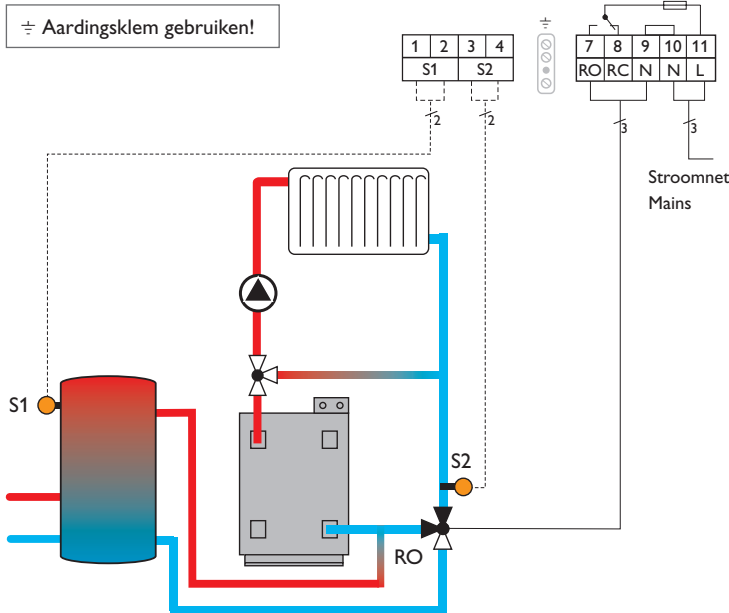 ⏚ Aardingsklem gebruiken!
1 2 3 4
S1 S2
7 8 9 10 11
RO RC N N L
2
2
3
3
Stroomnet
Mains
S1
S2
RO